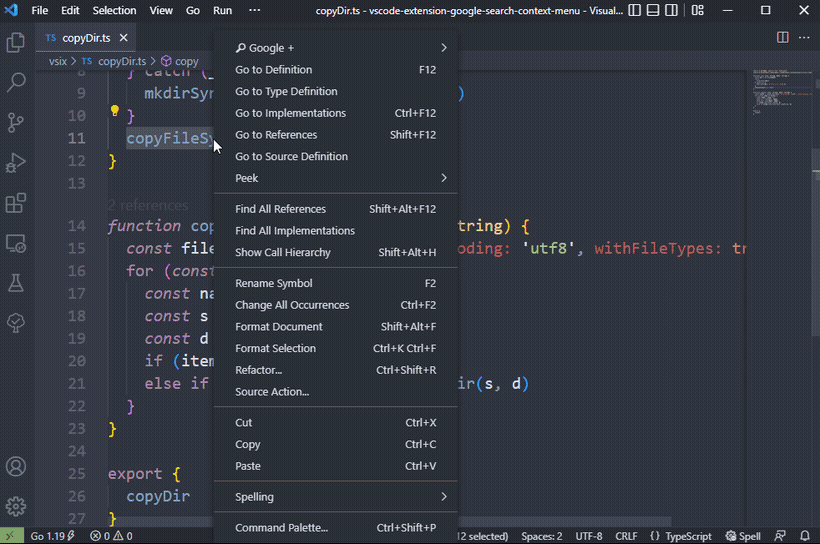 File Edit Selection View Go Run ··· copyDir.ts - vscode-extension-google-search-context-menu - Visual...
TS copyDir.ts
vsix > TS copyDir.ts > copy
8 } catch (
9 mkdirSyn )
10 }
11 copyFileSy
12 }
13
2 references
14 function cop tring) {
15 const file oding: 'utf8', withFileTypes: tr
16 for (const
17 const na
18 const s
19 const d
20 if (item
21 else if ir(s, d)
22 }
23 }
24
25 export {
26 copyDir
27 }
Google + >
Go to Definition F12
Go to Type Definition
Go to Implementations Ctrl+F12
Go to References Shift+F12
Go to Source Definition
Peek >
Find All References Shift+Alt+F12
Find All Implementations
Show Call Hierarchy Shift+Alt+H
Rename Symbol F2
Change All Occurrences Ctrl+F2
Format Document Shift+Alt+F
Format Selection Ctrl+K Ctrl+F
Refactor... Ctrl+Shift+R
Source Action...
Cut Ctrl+X
Copy Ctrl+C
Paste Ctrl+V
Spelling >
Command Palette... Ctrl+Shift+P
Go 1.19 0 0 12 selected) Spaces: 2 UTF-8 CRLF {} TypeScript Spell